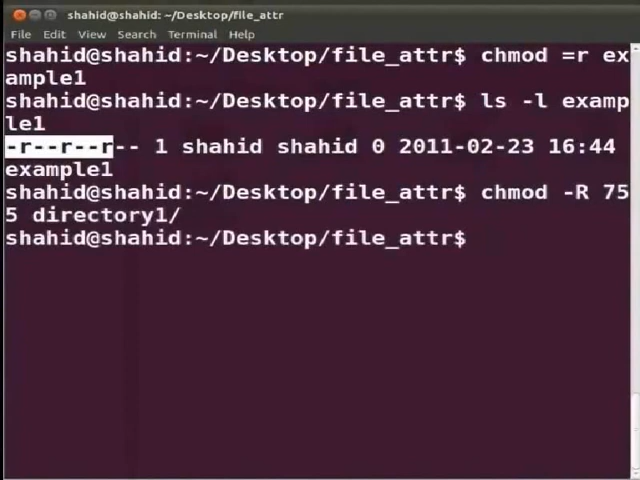 shahid@shahid: ~/Desktop/file_attr
File Edit View Search Terminal Help
shahid@shahid:~/Desktop/file_attr$ chmod =r ex
ample1
shahid@shahid:~/Desktop/file_attr$ ls -l examp
le1
-r--r--r-- 1 shahid shahid 0 2011-02-23 16:44
example1
shahid@shahid:~/Desktop/file_attr$ chmod -R 75
5 directory1/
shahid@shahid:~/Desktop/file_attr$